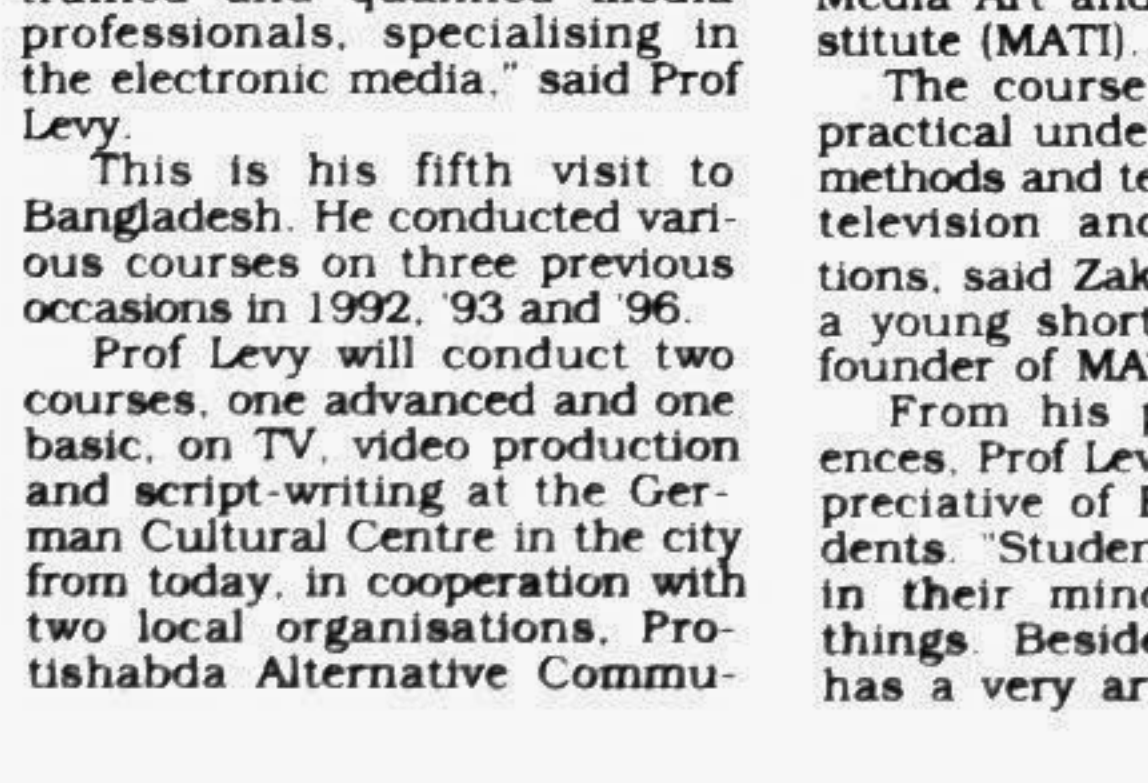 professionals, specialising in
the electronic media," said Prof
Levy.
This is his fifth visit to
Bangladesh. He conducted vari-
ous courses on three previous
occasions in 1992, '93 and '96.
Prof Levy will conduct two
courses, one advanced and one
basic, on TV, video production
and script-writing at the Ger-
man Cultural Centre in the city
from today, in cooperation with
two local organisations, Pro-
tishabda Alternative Commu-
Media Art and
stitute (MATI).
The course
practical unde
methods and te
television and
tions, said Zak
a young short
founder of MA
From his
ences, Prof Lev
preciative of
dents. "Studen
in their mind
things. Beside
has a very ar